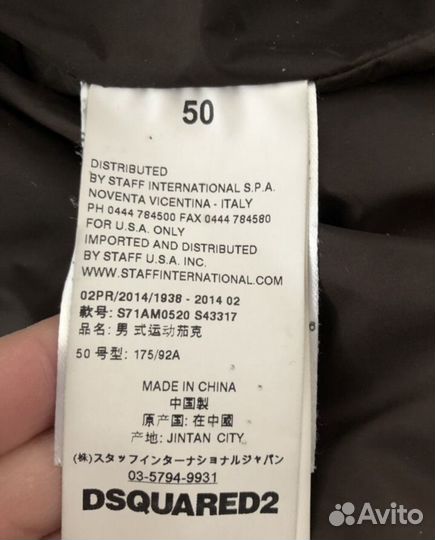 50
DISTRIBUTED
BY STAFF INTERNATIONAL S.P.A.
NOVENTA VICENTINA - ITALY
PH 0444 784500 FAX 0444 784580
FOR U.S.A. ONLY
IMPORTED AND DISTRIBUTED
BY STAFF U.S.A. INC.
WWW.STAFFINTERNATIONAL.COM
02PR/2014/1938 - 2014 02
款号: S71AM0520 S43317
品名: 男式运动茄克
50 号型: 175/92A
MADE IN CHINA
中国製
原产国: 在中國
产地: JINTAN CITY,
(株)スタッフインターナショナルジャパン
03-5794-9931
DSQUARED2
Avito